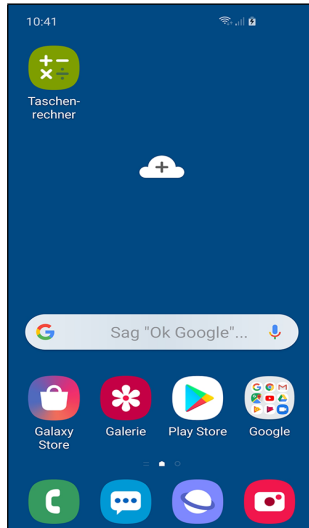 10:41
Taschen-
rechner
Sag "Ok Google"...
Galaxy
Store
Galerie
Play Store
Google